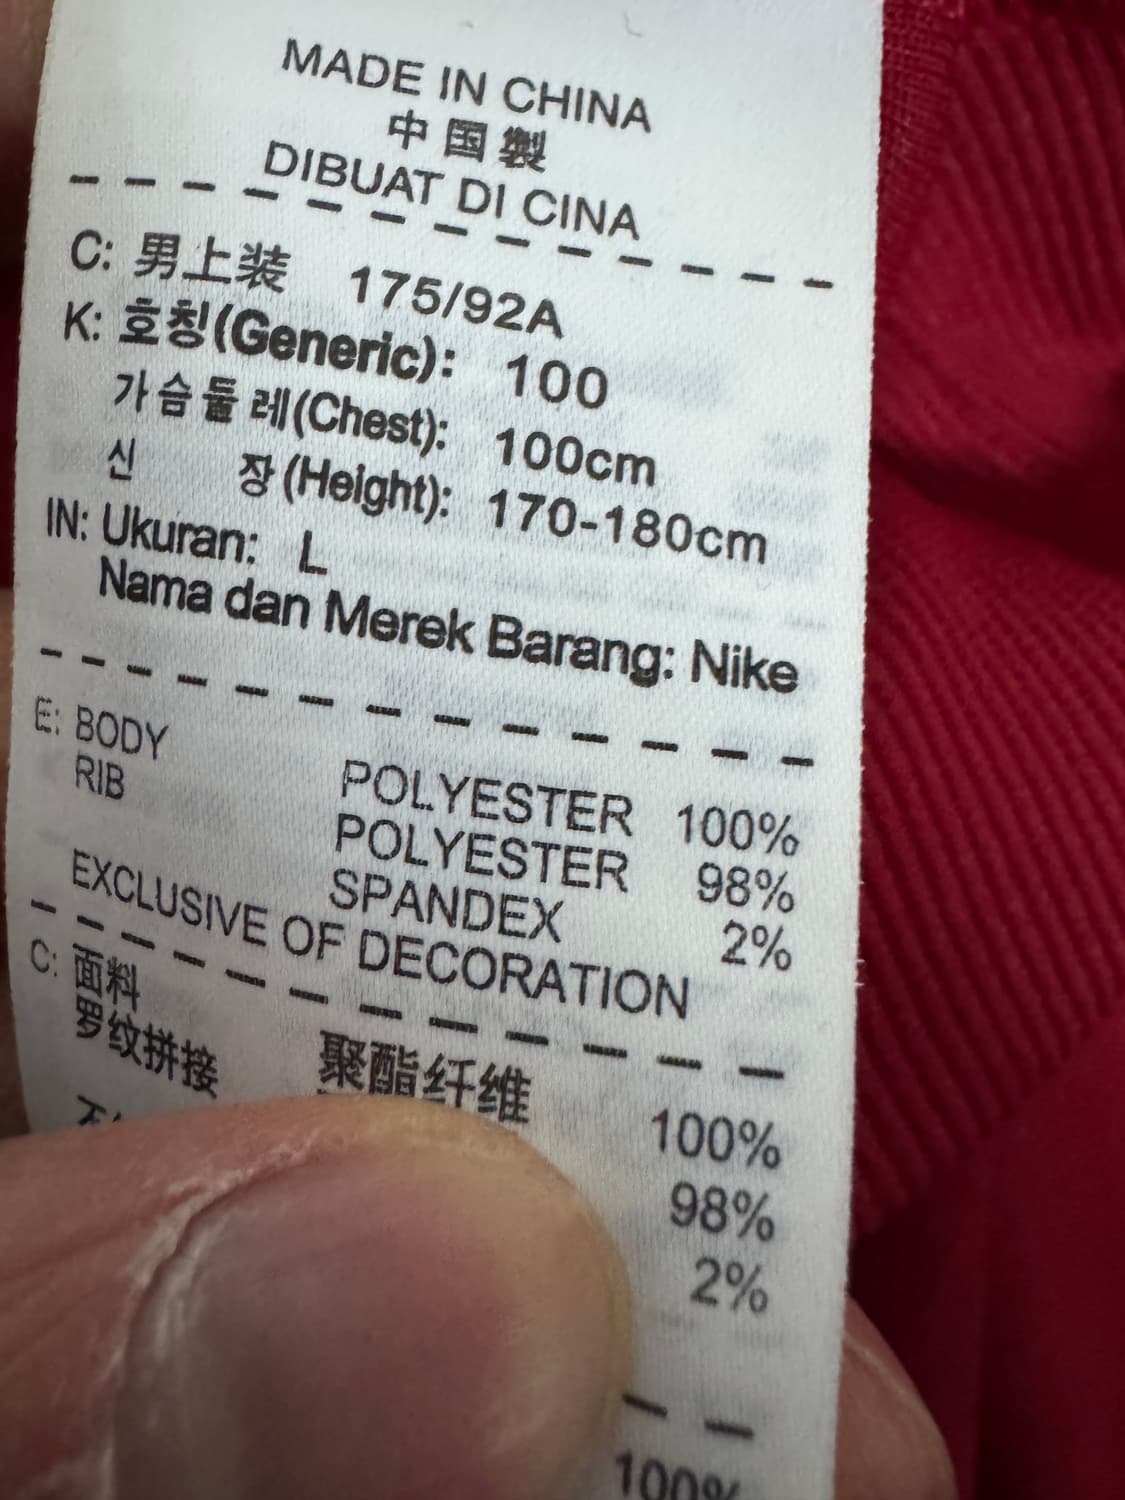 MADE IN CHINA
中国製
DIBUAT DI CINA
C: 男上装 175/92A
K: 호칭(Generic): 100
가슴둘레(Chest): 100cm
신 장(Height): 170-180cm
IN: Ukuran: L
Nama dan Merek Barang: Nike
E: BODY POLYESTER 100%
RIB POLYESTER 98%
SPANDEX 2%
EXCLUSIVE OF DECORATION
C: 面料 聚酯纤维 100%
罗纹拼接 98%
2%
100%